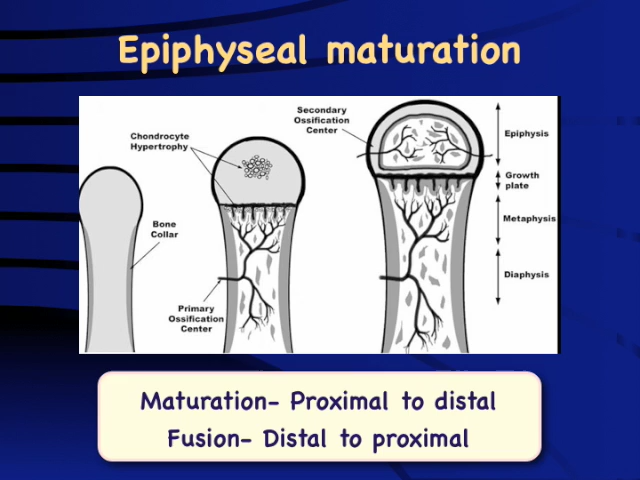 Epiphyseal maturation
Secondary
Ossification
Center
Chondrocyte
Hypertrophy
Epiphysis
Growth
plate
Metaphysis
Bone
Collar
Diaphysis
Primary
Ossification
Center
Maturation- Proximal to distal
Fusion- Distal to proximal